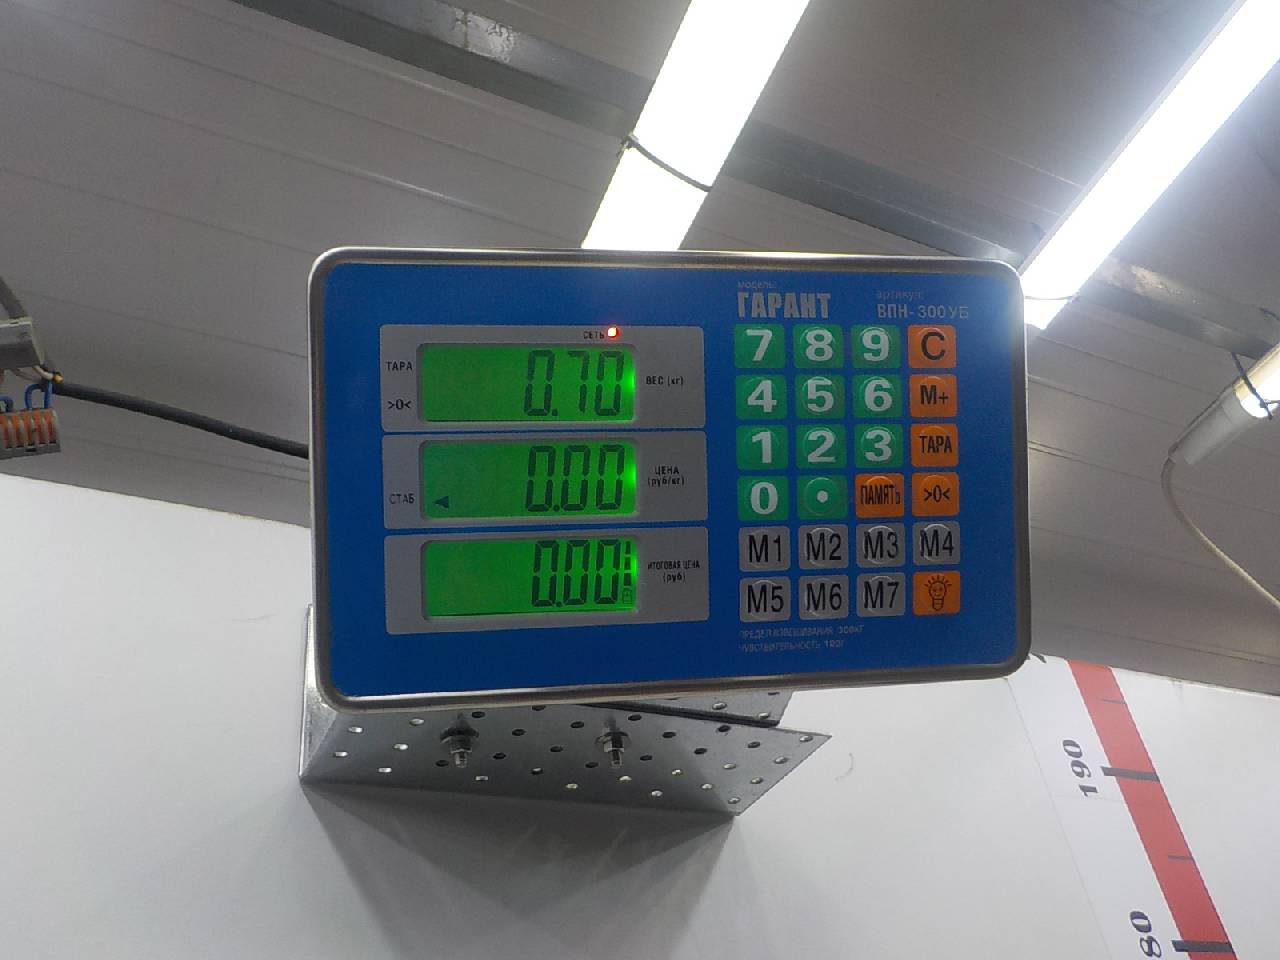 модель:
ГАРАНТ
артикул:
ВПН-300УБ
СЕТЬ
ТАРА
>0<
0.70
ВЕС (кг)
СТАБ
0.00
ЦЕНА
(руб/кг)
0.00
ИТОГОВАЯ ЦЕНА
(руб)
7 8 9 C
4 5 6 M+
1 2 3 ТАРА
0 . ПАМЯТЬ >0<
M1 M2 M3 M4
M5 M6 M7
ПРЕДЕЛ ВЗВЕШИВАНИЯ 300КГ
ЧУВСТВИТЕЛЬНОСТЬ 100Г
190
80